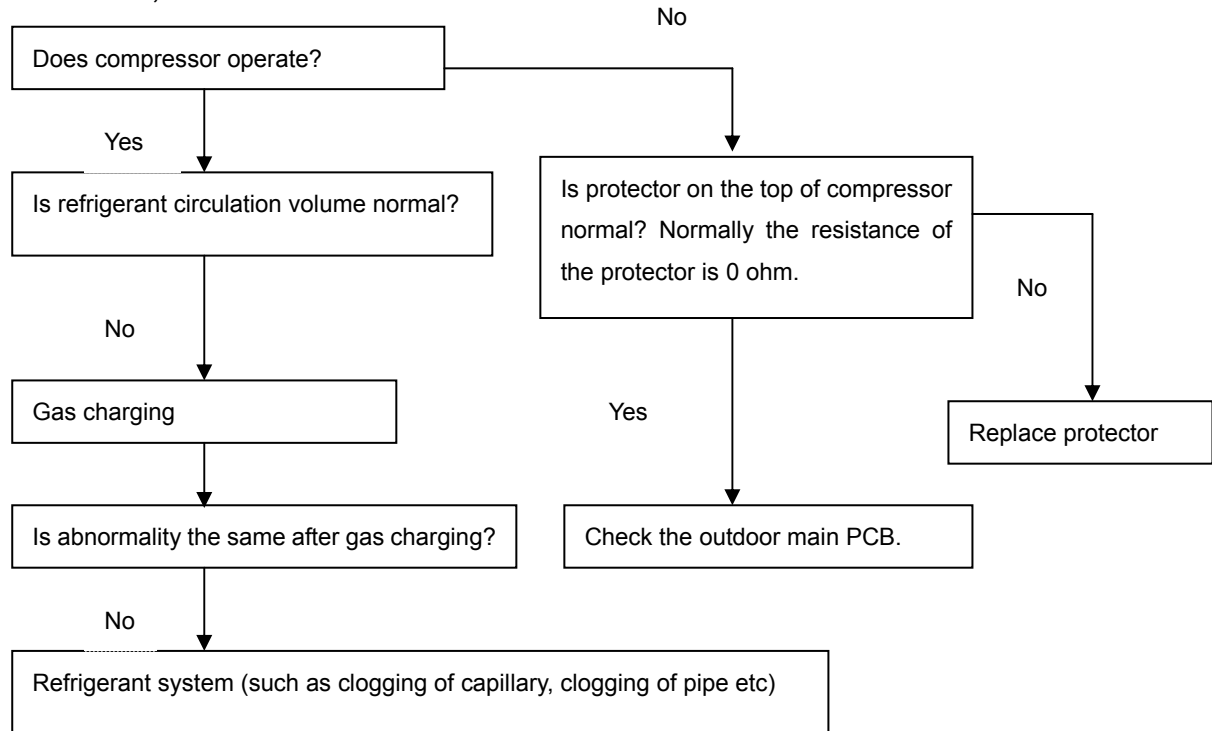 No
Does compressor operate?
Yes
Is refrigerant circulation volume normal?
Is protector on the top of compressor
normal? Normally the resistance of
the protector is 0 ohm.
No
No
Gas charging
Yes
Replace protector
Is abnormality the same after gas charging?
Check the outdoor main PCB.
No
Refrigerant system (such as clogging of capillary, clogging of pipe etc)